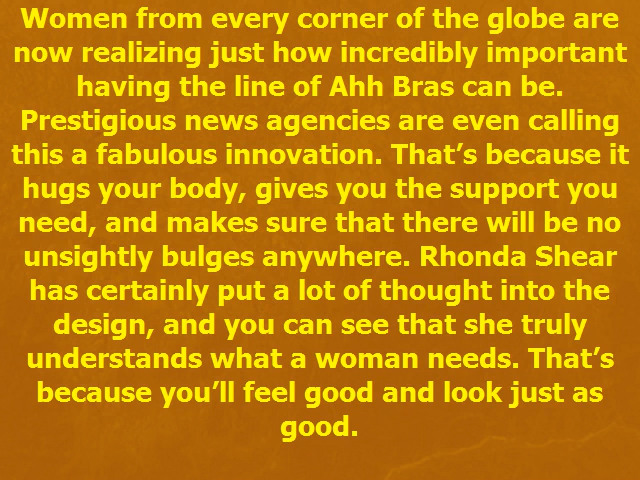 Women from every corner of the globe are
now realizing just how incredibly important
having the line of Ahh Bras can be.
Prestigious news agencies are even calling
this a fabulous innovation. That’s because it
hugs your body, gives you the support you
need, and makes sure that there will be no
unsightly bulges anywhere. Rhonda Shear
has certainly put a lot of thought into the
design, and you can see that she truly
understands what a woman needs. That’s
because you’ll feel good and look just as
good.